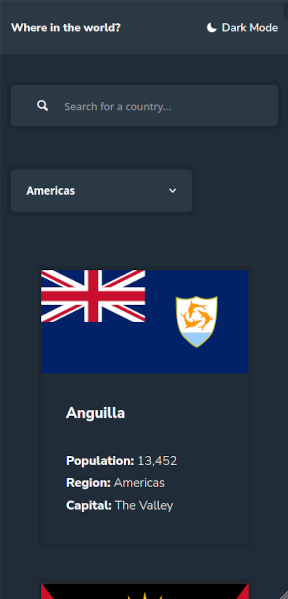 Where in the world?
Dark Mode
Search for a country...
Americas
Anguilla
Population: 13,452
Region: Americas
Capital: The Valley